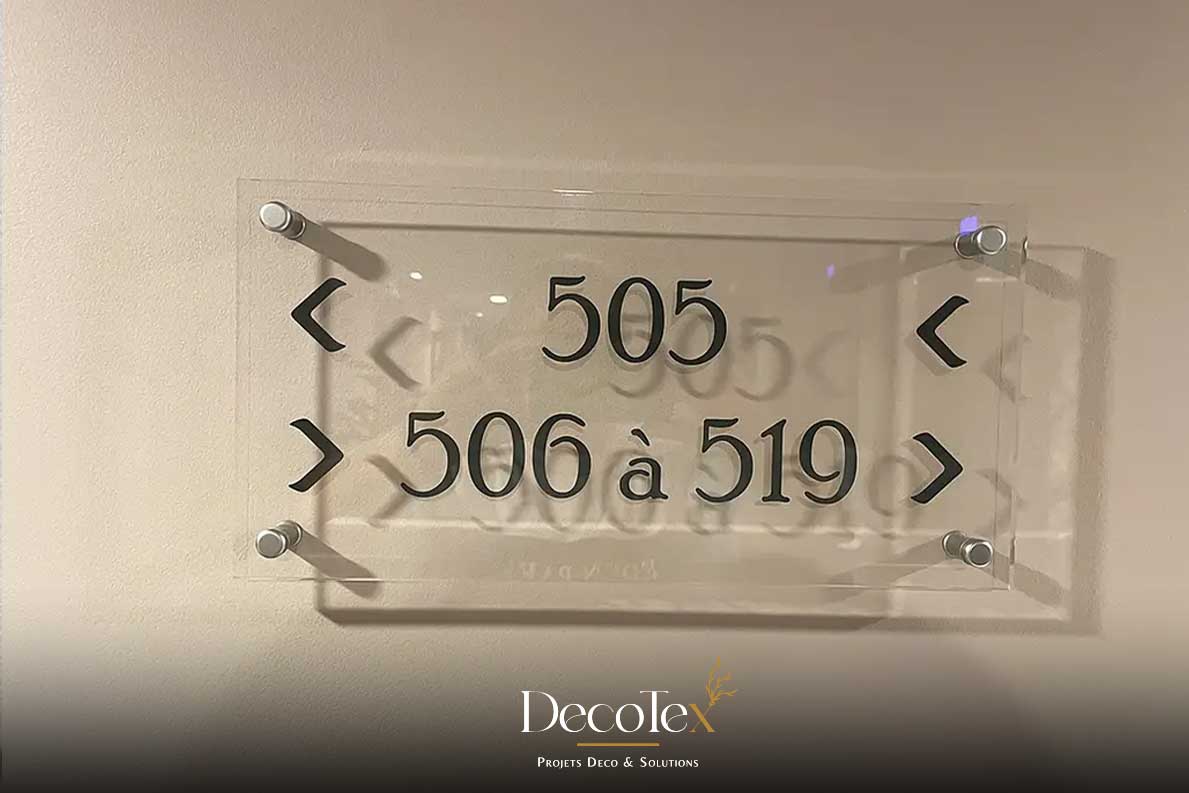 < 505 <
> 506 à 519 >
DecoTex
Projets Deco & Solutions